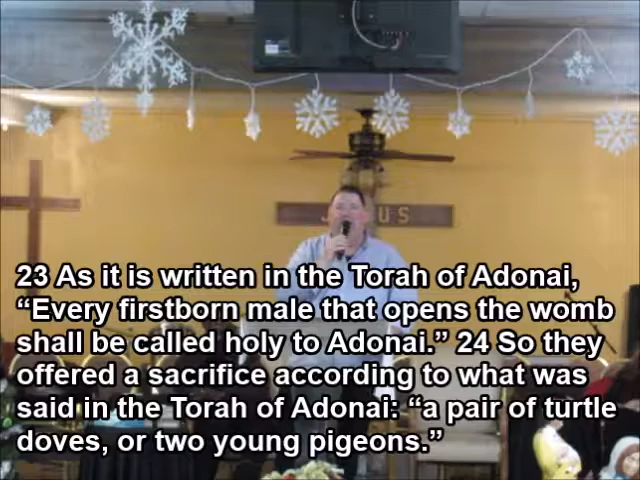 J US
23 As it is written in the Torah of Adonai,
“Every firstborn male that opens the womb
shall be called holy to Adonai.” 24 So they
offered a sacrifice according to what was
said in the Torah of Adonai: “a pair of turtle
doves, or two young pigeons.”